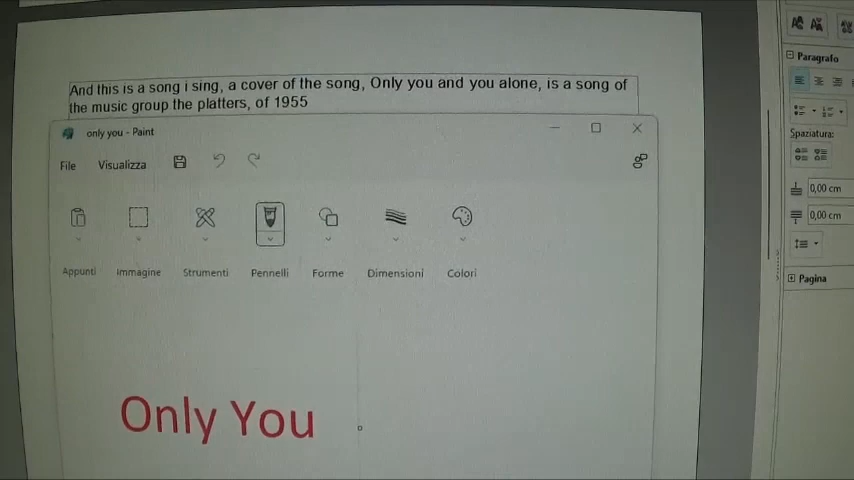 And this is a song i sing, a cover of the song, Only you and you alone, is a song of
the music group the platters, of 1955
only you - Paint
File
Visualizza
Appunti
Immagine
Strumenti
Pennelli
Forme
Dimensioni
Colori
Only You
Paragrafo
Spaziatura:
0,00 cm
0,00 cm
Pagina